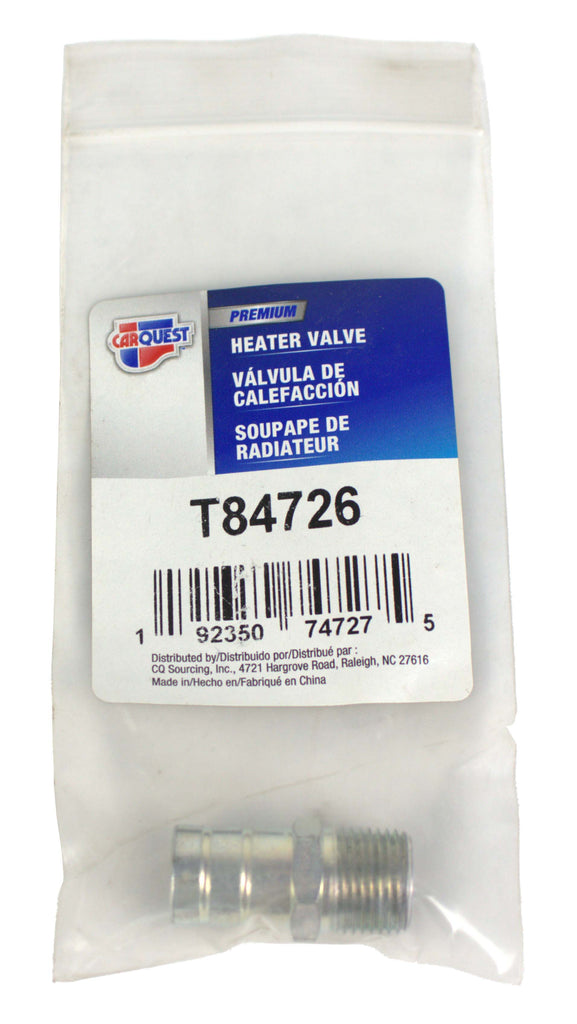 CARQUEST
PREMIUM
HEATER VALVE
VÁLVULA DE
CALEFACCIÓN
SOUPAPE DE
RADIATEUR
T84726
1 92350 74727 5
Distributed by/Distribuido por/Distribué par :
CQ Sourcing, Inc., 4721 Hargrove Road, Raleigh, NC 27616
Made in/Hecho en/Fabriqué en China